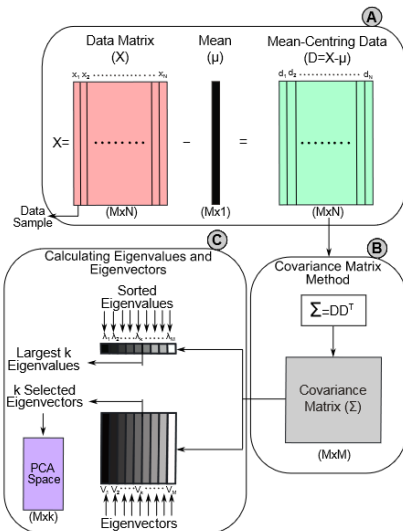 A
Data Matrix
(X)
Mean
(μ)
Mean-Centring Data
(D=X-μ)
x₁ x₂ ........ xN
d₁ d₂ ........ dN
X=
........
−
=
........
(MxN)
(Mx1)
(MxN)
Data
Sample
C
Calculating Eigenvalues and
Eigenvectors
Sorted
Eigenvalues
λ₁ λ₂ ..... λₖ ...... λM
Largest k
Eigenvalues
k Selected
Eigenvectors
PCA
Space
(Mxk)
V₁ V₂ ..... Vₖ ...... VM
Eigenvectors
B
Covariance Matrix
Method
Σ=DDᵀ
Covariance
Matrix (Σ)
(MxM)